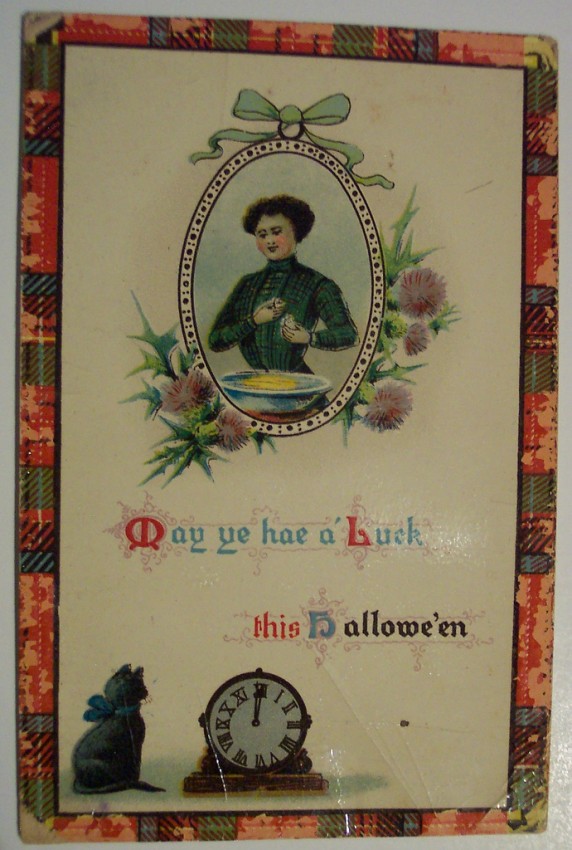 May ye hae a' Luck
this Hallowe'en